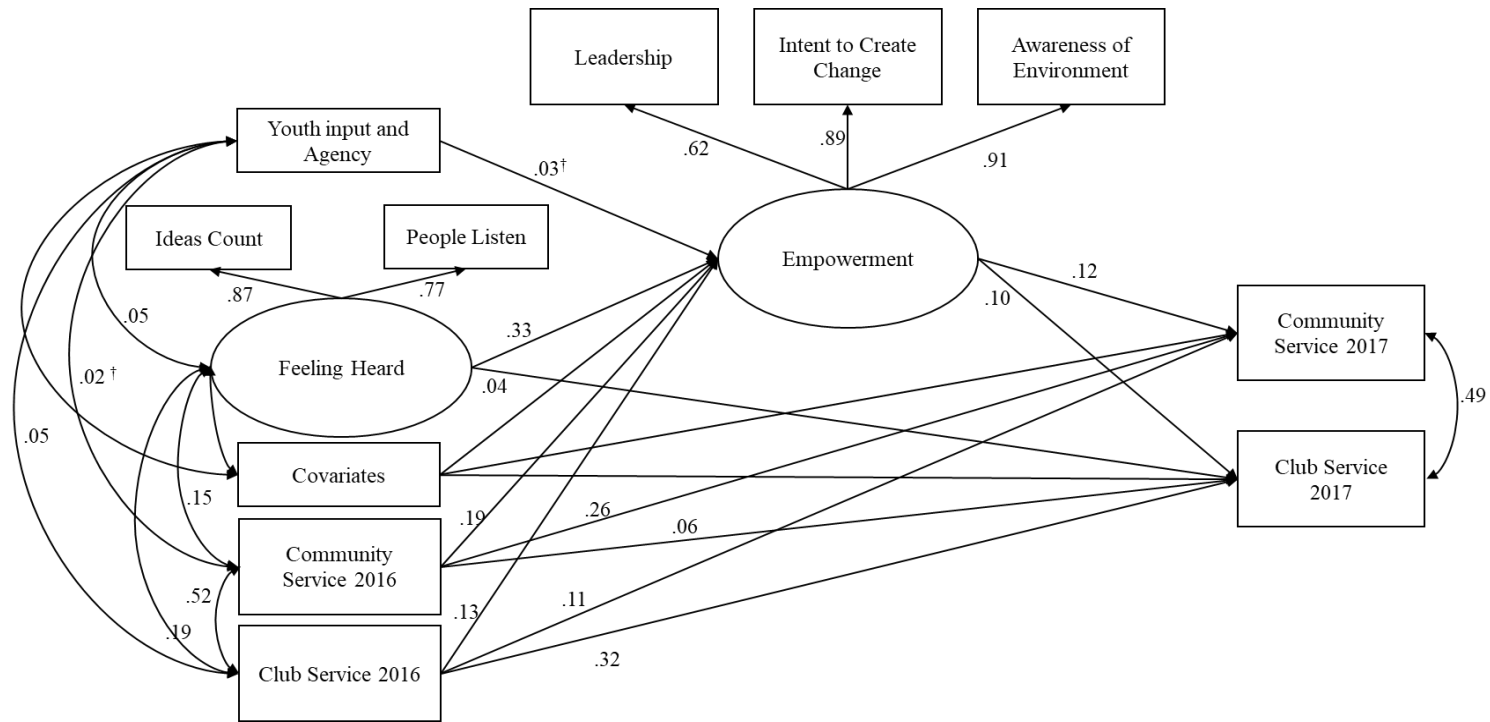 Leadership
Intent to Create
Change
Awareness of
Environment
Youth input and
Agency
.03†
.62
.89
.91
Ideas Count
People Listen
.87
.77
Empowerment
.12
.10
.05
.33
Feeling Heard
.04
Community
Service 2017
.02 †
.49
.05
Covariates
Club Service
2017
.15
.19
.26
.06
Community
Service 2016
.52
.13
.11
.19
Club Service 2016
.32